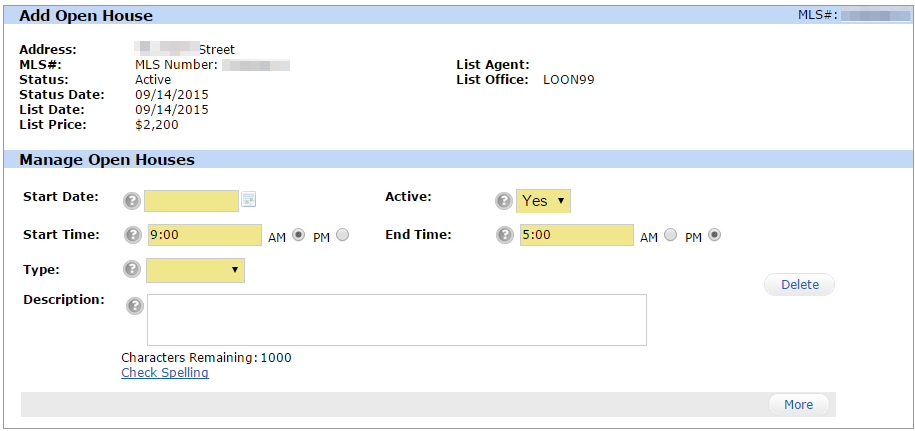 Add Open House MLS#:
Address: Street
MLS#: MLS Number: List Agent:
Status: Active List Office: LOON99
Status Date: 09/14/2015
List Date: 09/14/2015
List Price: $2,200
Manage Open Houses
Start Date: ? Active: ? Yes
Start Time: ? 9:00 AM PM End Time: ? 5:00 AM PM
Type: ?
Delete
Description: ?
Characters Remaining: 1000
Check Spelling
More